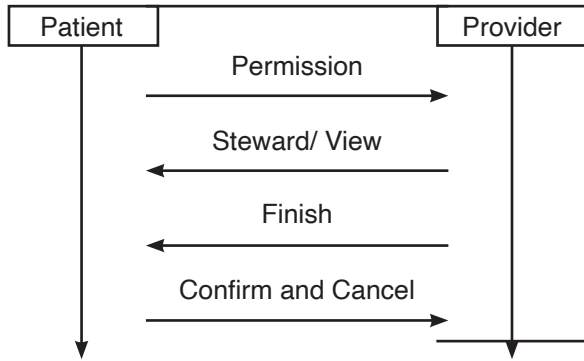 Patient
Provider
Permission
Steward/ View
Finish
Confirm and Cancel